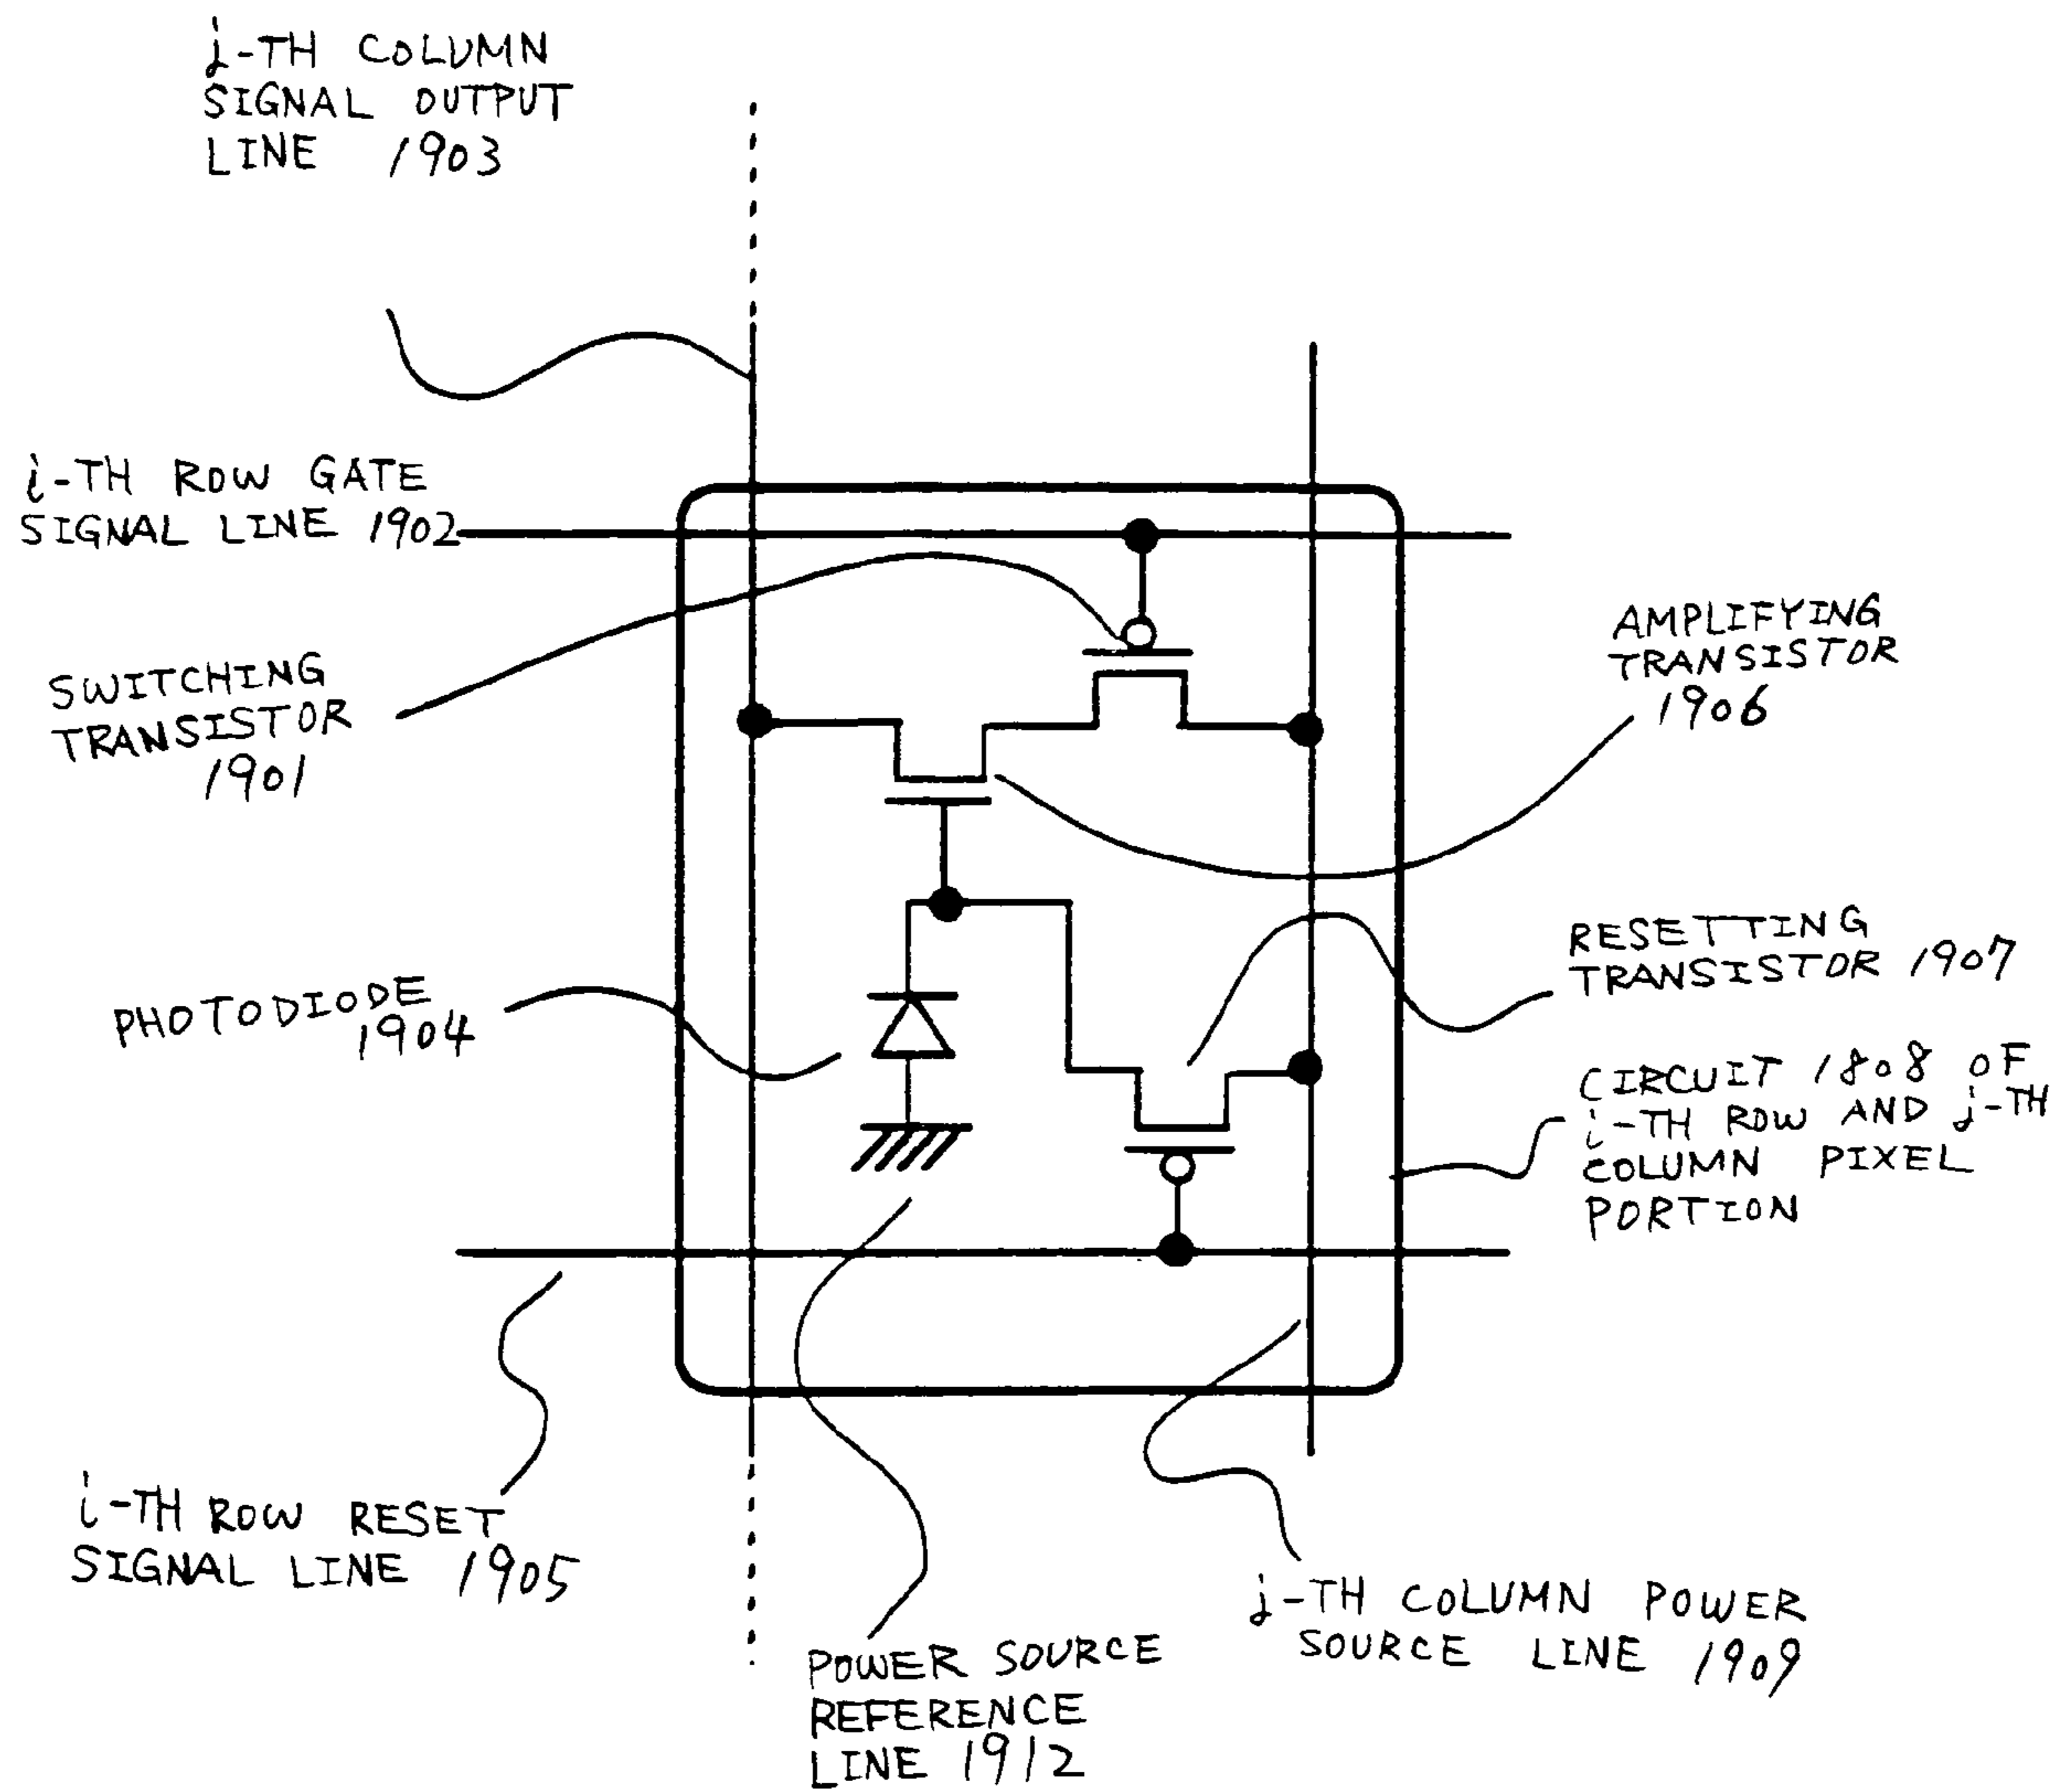 j-TH COLUMN
SIGNAL OUTPUT
LINE 1903
i-TH ROW GATE
SIGNAL LINE 1902
SWITCHING
TRANSISTOR
1901
AMPLIFYING
TRANSISTOR
1906
PHOTODIODE
1904
RESETTING
TRANSISTOR 1907
CIRCUIT 1808 OF
i-TH ROW AND j-TH
COLUMN PIXEL
PORTION
i-TH ROW RESET
SIGNAL LINE 1905
POWER SOURCE
REFERENCE
LINE 1912
j-TH COLUMN POWER
SOURCE LINE 1909